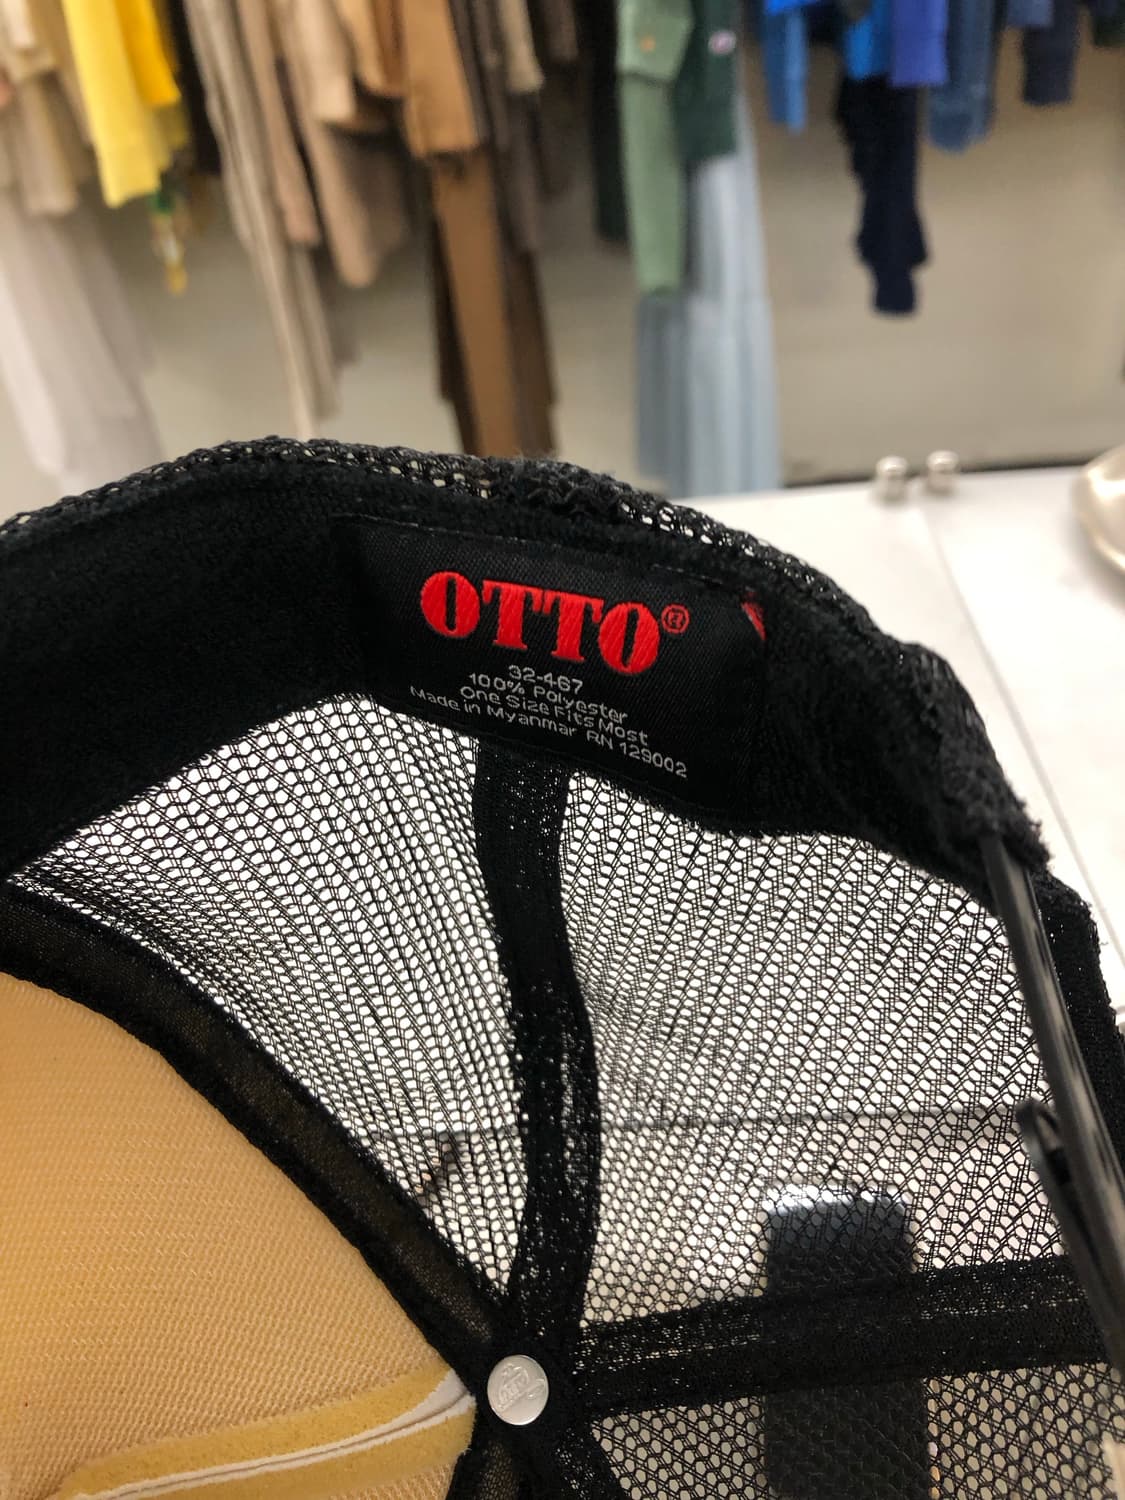 OTTO®
32-467
100% Polyester
One Size Fits Most
Made in Myanmar RN 129002